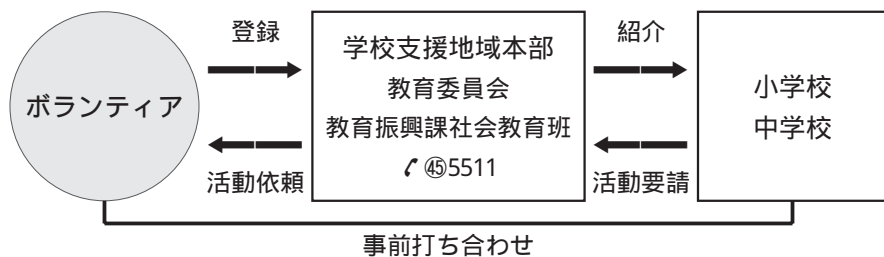 登録
紹介
ボランティア
学校支援地域本部
教育委員会
教育振興課社会教育班
㊺5511
小学校
中学校
活動依頼
活動要請
事前打ち合わせ